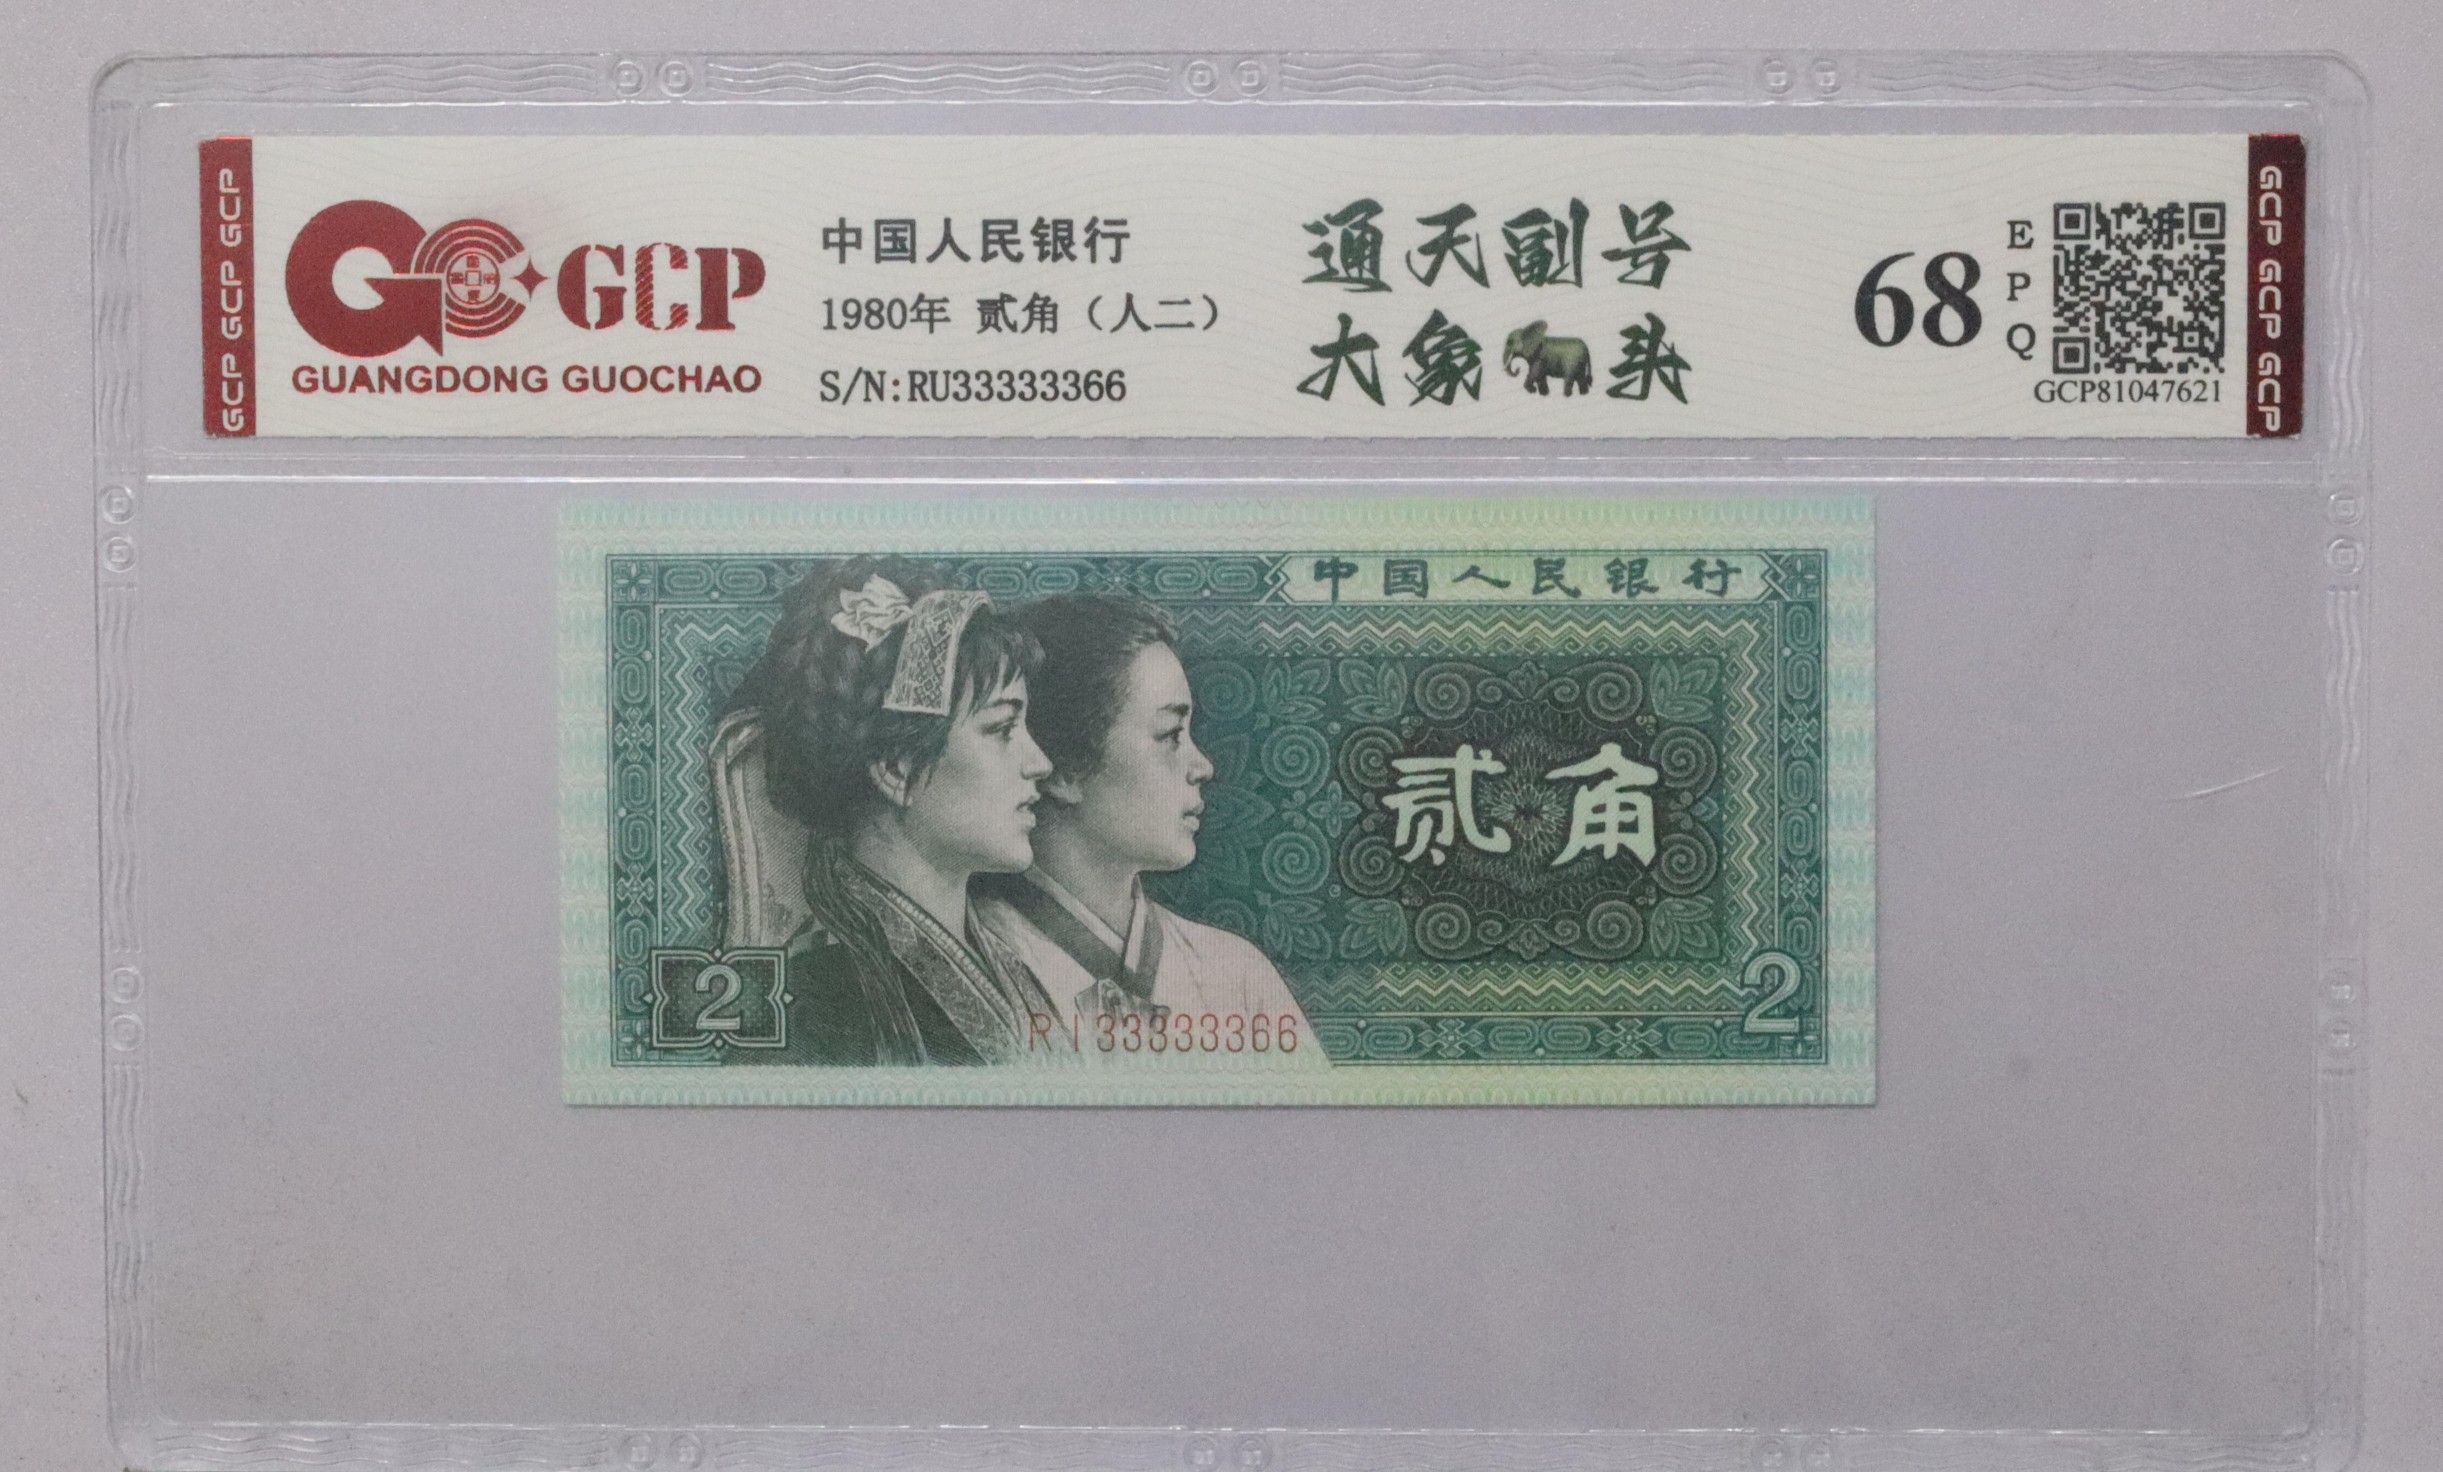 GCP GCP GCP
GCP
GUANGDONG GUOCHAO
中国人民银行
1980年 贰角（人二）
S/N:RU33333366
通天副号
大象头
68
E
P
Q
GCP81047621
GCP GCP GCP
中国人民银行
贰角
2
RI33333366
2